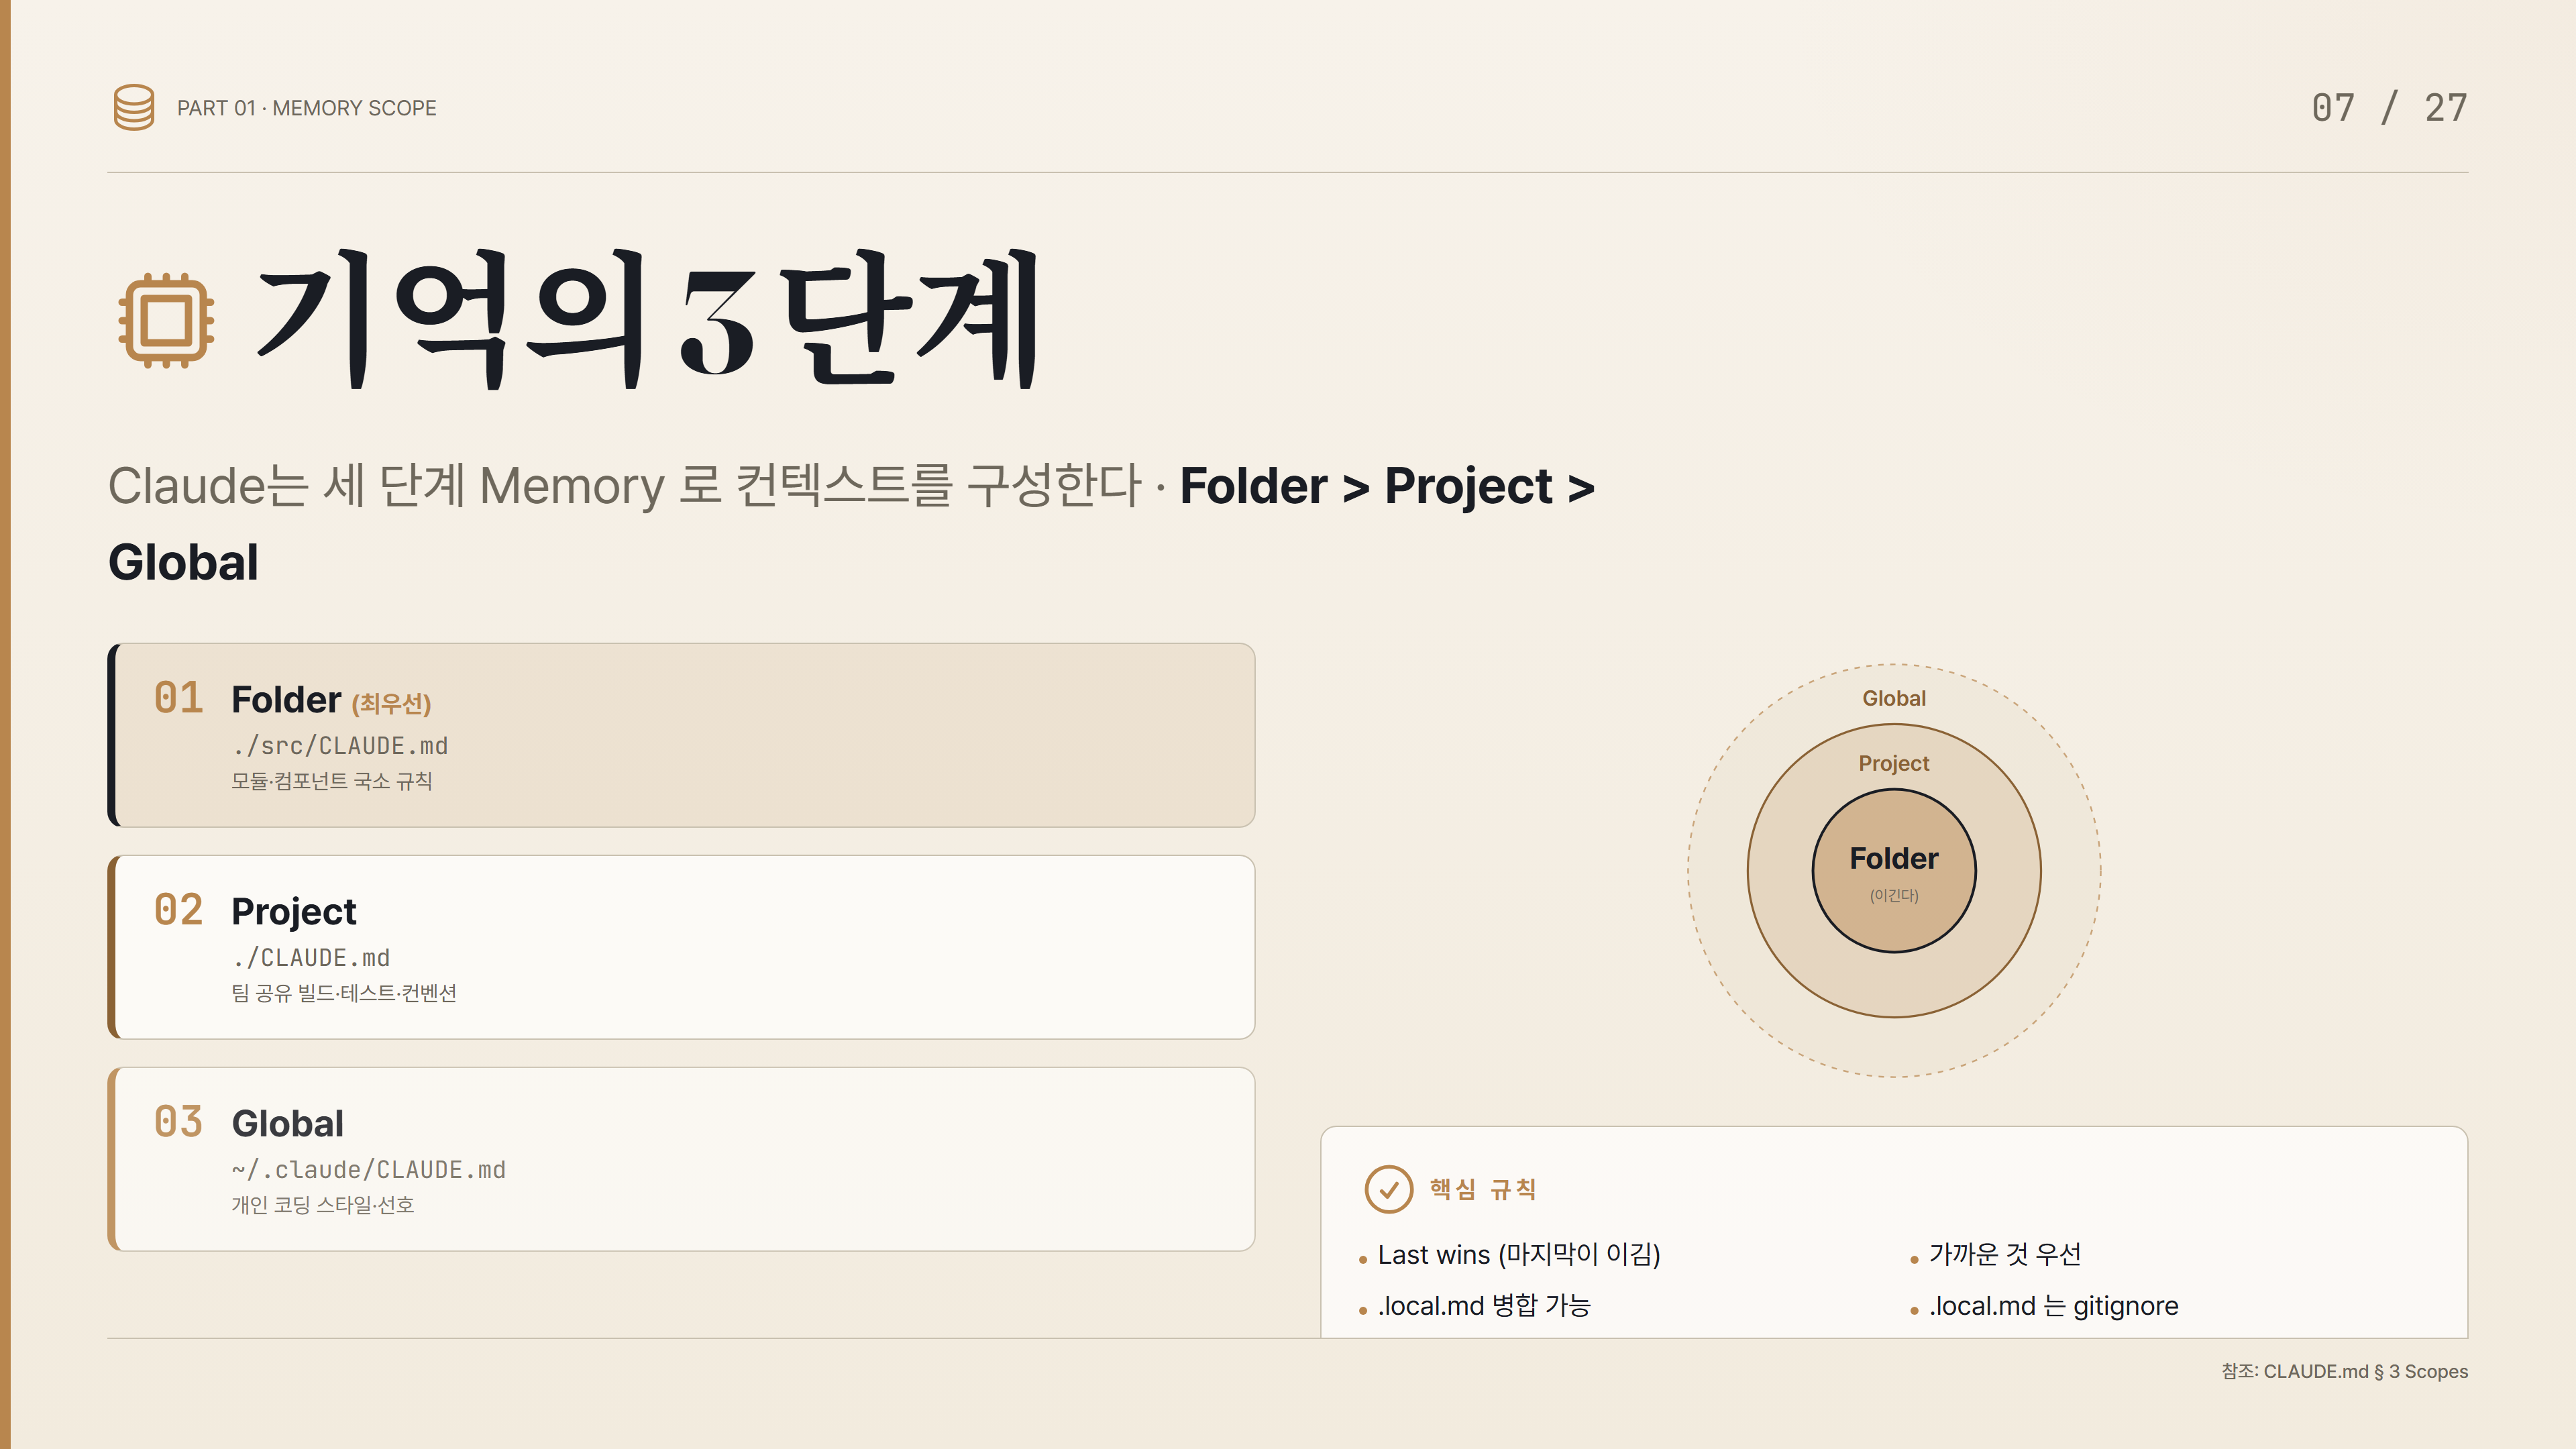 PART 01 · MEMORY SCOPE
07 / 27
기억의 3단계
Claude는 세 단계 Memory 로 컨텍스트를 구성한다 · Folder > Project >
Global
01 Folder (최우선)
./src/CLAUDE.md
모듈·컴포넌트 국소 규칙
02 Project
./CLAUDE.md
팀 공유 빌드·테스트·컨벤션
03 Global
~/.claude/CLAUDE.md
개인 코딩 스타일·선호
Global
Project
Folder
(이긴다)
핵심 규칙
• Last wins (마지막이 이김)
• 가까운 것 우선
• .local.md 병합 가능
• .local.md 는 gitignore
참조: CLAUDE.md § 3 Scopes